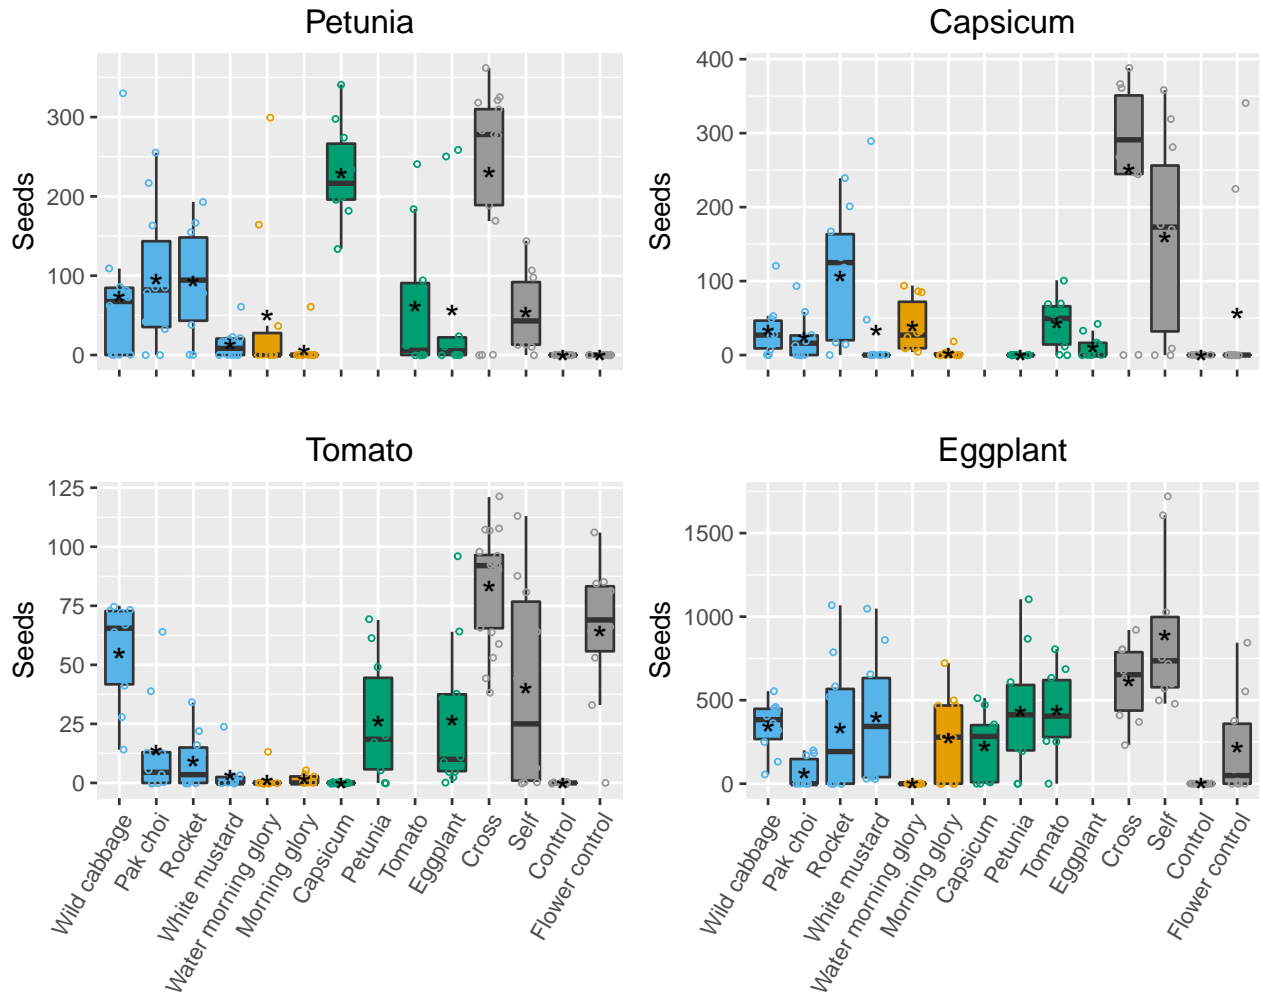 Petunia
Seeds
300
200
100
0
Capsicum
Seeds
400
300
200
100
0
Tomato
Seeds
125
100
75
50
25
0
Wild cabbage
Pak choi
Rocket
White mustard
Water morning glory
Morning glory
Capsicum
Petunia
Tomato
Eggplant
Cross
Self
Control
Flower control
Eggplant
Seeds
1500
1000
500
0
Wild cabbage
Pak choi
Rocket
White mustard
Water morning glory
Morning glory
Capsicum
Petunia
Tomato
Eggplant
Cross
Self
Control
Flower control